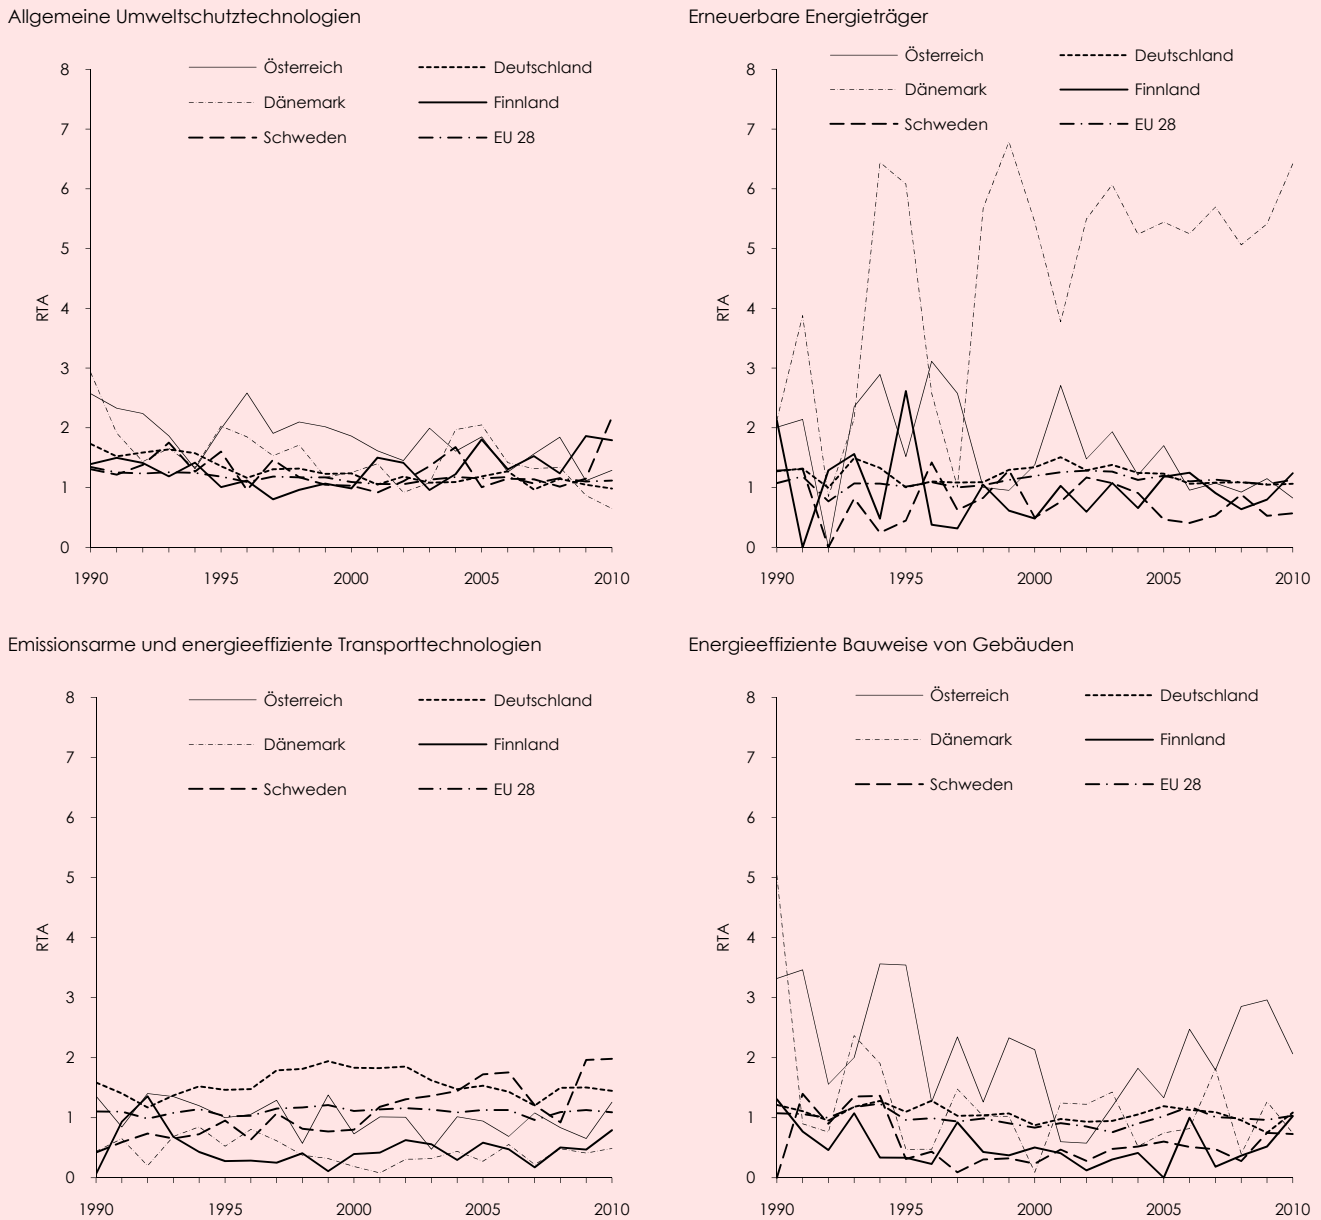 Allgemeine Umweltschutztechnologien
Österreich Deutschland
Dänemark Finnland
Schweden EU 28
8
7
6
5
4
3
2
1
0
RTA
1990 1995 2000 2005 2010
Erneuerbare Energieträger
Österreich Deutschland
Dänemark Finnland
Schweden EU 28
8
7
6
5
4
3
2
1
0
RTA
1990 1995 2000 2005 2010
Emissionsarme und energieeffiziente Transporttechnologien
Österreich Deutschland
Dänemark Finnland
Schweden EU 28
8
7
6
5
4
3
2
1
0
RTA
1990 1995 2000 2005 2010
Energieeffiziente Bauweise von Gebäuden
Österreich Deutschland
Dänemark Finnland
Schweden EU 28
8
7
6
5
4
3
2
1
0
RTA
1990 1995 2000 2005 2010